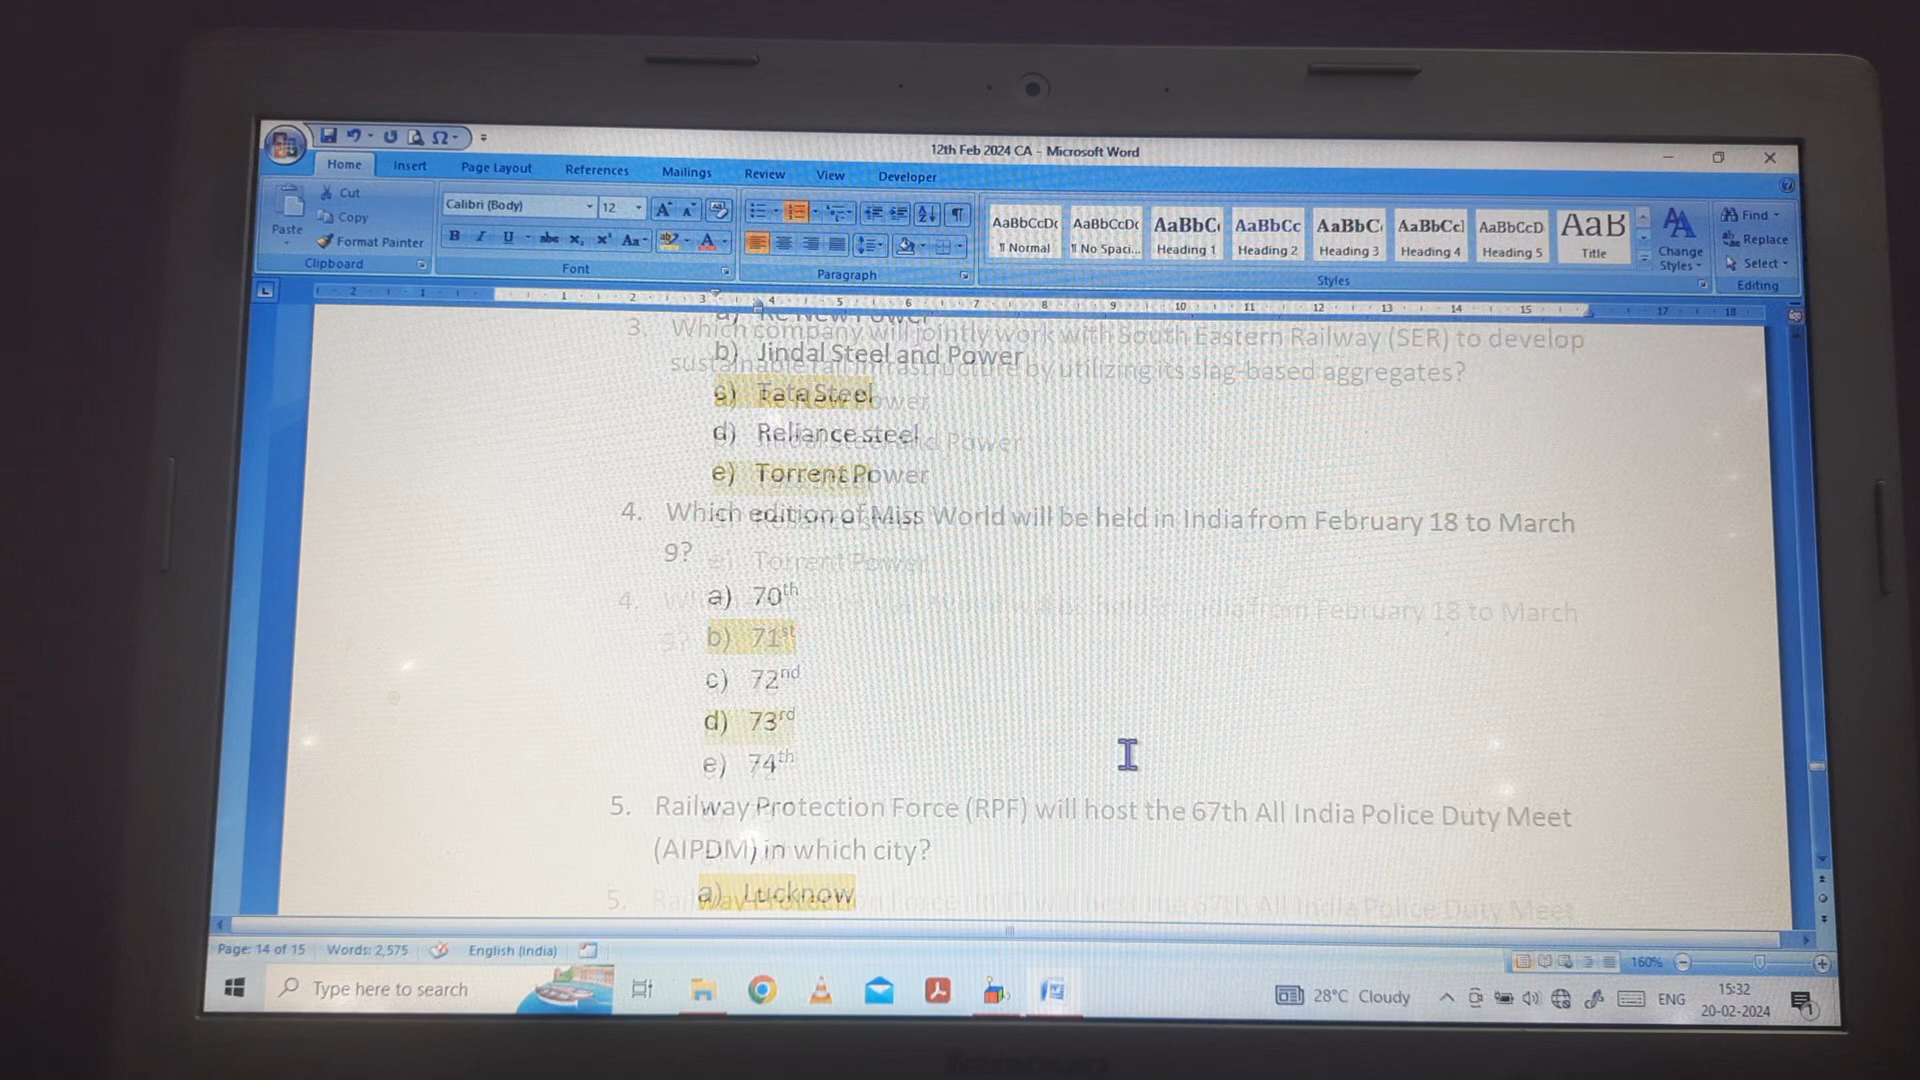 12th Feb 2024 CA - Microsoft Word
Home Insert Page Layout References Mailings Review View Developer
Cut
Copy
Format Painter
Paste
Clipboard
Calibri (Body) 12
Font
Paragraph
AaBbCcDc AaBbCcDc AaBbC AaBbCc AaBbC AaBbCcl AaBbCcD AaB
¶ Normal ¶ No Spaci... Heading 1 Heading 2 Heading 3 Heading 4 Heading 5 Title
Styles
Change
Styles
Find
Replace
Select
Editing
3. Which company will jointly work with South Eastern Railway (SER) to develop
sustainable rail infrastructure by utilizing its slag-based aggregates?
a) Re New Power
b) Jindal Steel and Power
c) Tata Steel
d) Reliance steel
e) Torrent Power
4. Which edition of Miss World will be held in India from February 18 to March
9?
a) 70th
b) 71st
c) 72nd
d) 73rd
e) 74th
5. Railway Protection Force (RPF) will host the 67th All India Police Duty Meet
(AIPDM) in which city?
a) Lucknow
Page: 14 of 15 Words: 2,575 English (India) 160%
Type here to search
28°C Cloudy ENG
15:32
20-02-2024